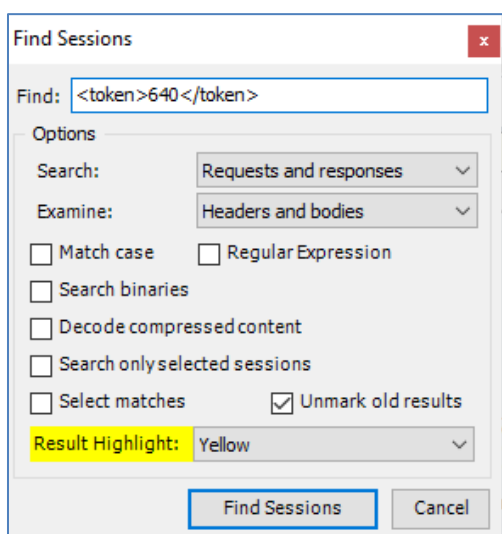 Find Sessions
x
Find: <token>640</token>
Options
Search: Requests and responses
Examine: Headers and bodies
Match case Regular Expression
Search binaries
Decode compressed content
Search only selected sessions
Select matches Unmark old results
Result Highlight: Yellow
Find Sessions Cancel